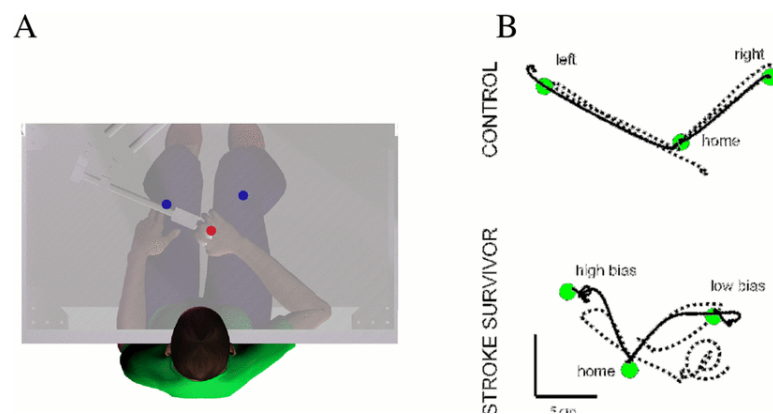 A
B
CONTROL
left
right
home
STROKE SURVIVOR
high bias
low bias
home